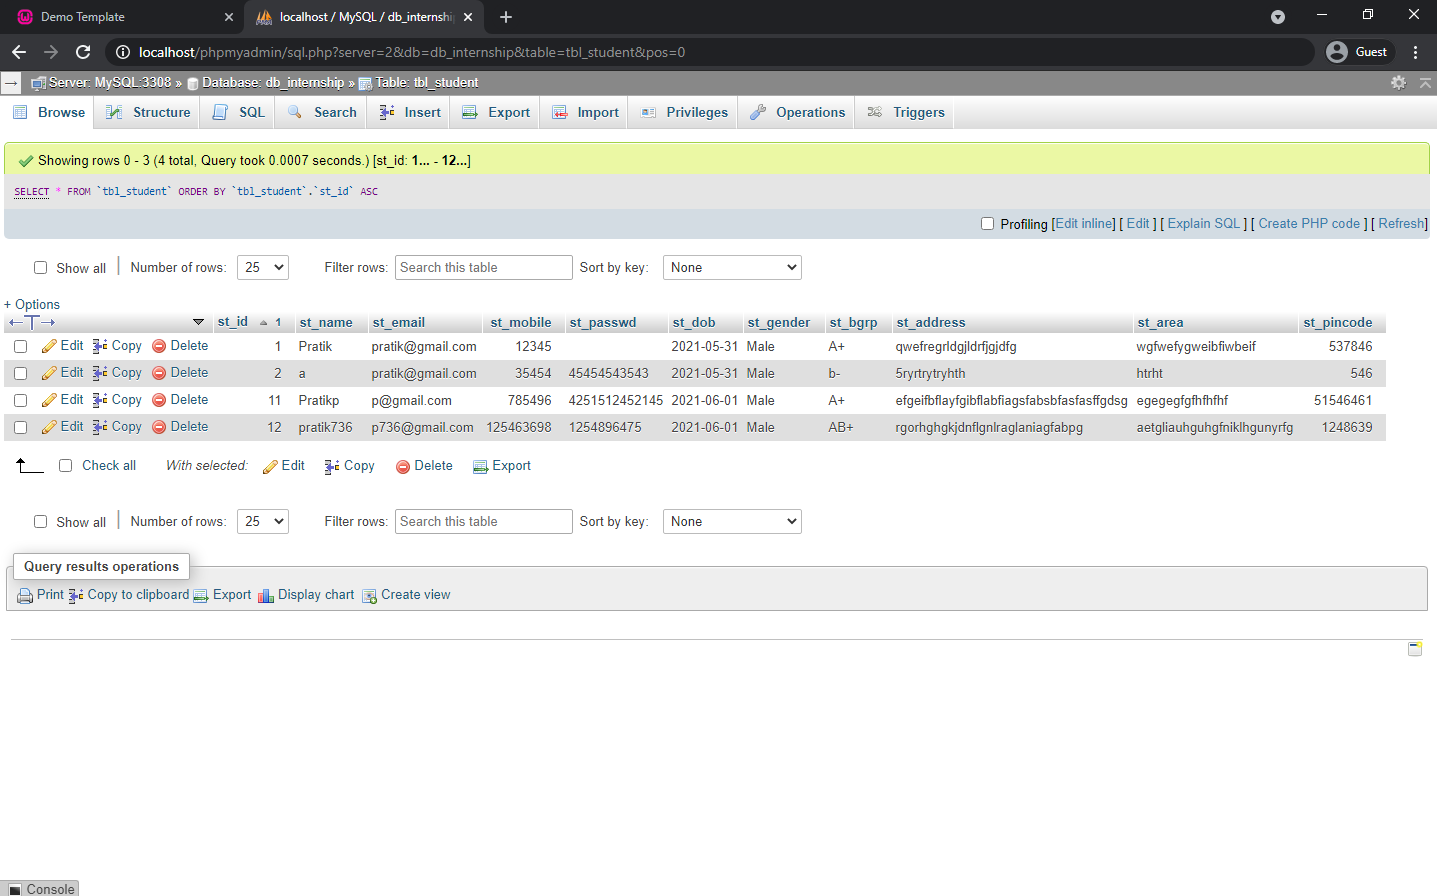 Demo Template
localhost / MySQL / db_internshi
localhost/phpmyadmin/sql.php?server=2&db=db_internship&table=tbl_student&pos=0
Guest
Server: MySQL:3308 » Database: db_internship » Table: tbl_student
Browse Structure SQL Search Insert Export Import Privileges Operations Triggers
Showing rows 0 - 3 (4 total, Query took 0.0007 seconds.) [st_id: 1... - 12...]
SELECT * FROM `tbl_student` ORDER BY `tbl_student`.`st_id` ASC
Profiling [Edit inline] [ Edit ] [ Explain SQL ] [ Create PHP code ] [ Refresh]
Show all Number of rows: 25 Filter rows: Search this table Sort by key: None
+ Options
st_id 1 st_name st_email st_mobile st_passwd st_dob st_gender st_bgrp st_address st_area st_pincode
Edit Copy Delete 1 Pratik pratik@gmail.com 12345 2021-05-31 Male A+ qwefregrldgjldrfjgjdfg wgfwefygweibfiwbeif 537846
Edit Copy Delete 2 a pratik@gmail.com 35454 45454543543 2021-05-31 Male b- 5ryrtrytryhth htrht 546
Edit Copy Delete 11 Pratikp p@gmail.com 785496 4251512452145 2021-06-01 Male A+ efgeifbflayfgibflabfiagsfabsbfasfasffgdsg egegegfgfhfhfhf 51546461
Edit Copy Delete 12 pratik736 p736@gmail.com 125463698 1254896475 2021-06-01 Male AB+ rgorhghgkjdnflgnlraglaniagfabpg aetgliauhguhgfniklhgunyrfg 1248639
Check all With selected: Edit Copy Delete Export
Show all Number of rows: 25 Filter rows: Search this table Sort by key: None
Query results operations
Print Copy to clipboard Export Display chart Create view
Console